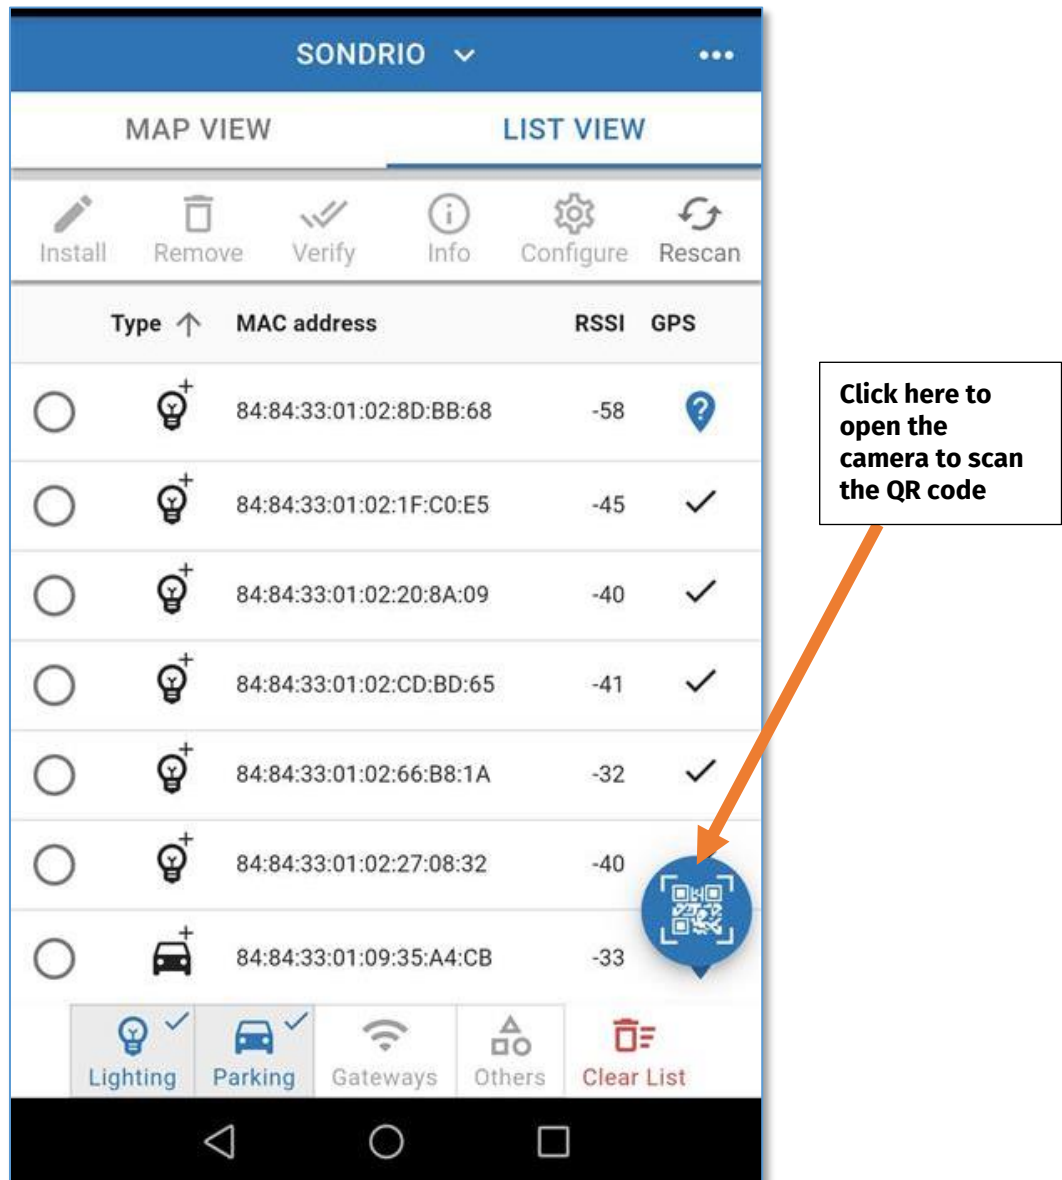 SONDRIO
MAP VIEW LIST VIEW
Install Remove Verify Info Configure Rescan
Type MAC address RSSI GPS
84:84:33:01:02:8D:BB:68 -58
84:84:33:01:02:1F:C0:E5 -45
84:84:33:01:02:20:8A:09 -40
84:84:33:01:02:CD:BD:65 -41
84:84:33:01:02:66:B8:1A -32
84:84:33:01:02:27:08:32 -40
84:84:33:01:09:35:A4:CB -33
Lighting Parking Gateways Others Clear List
Click here to
open the
camera to scan
the QR code